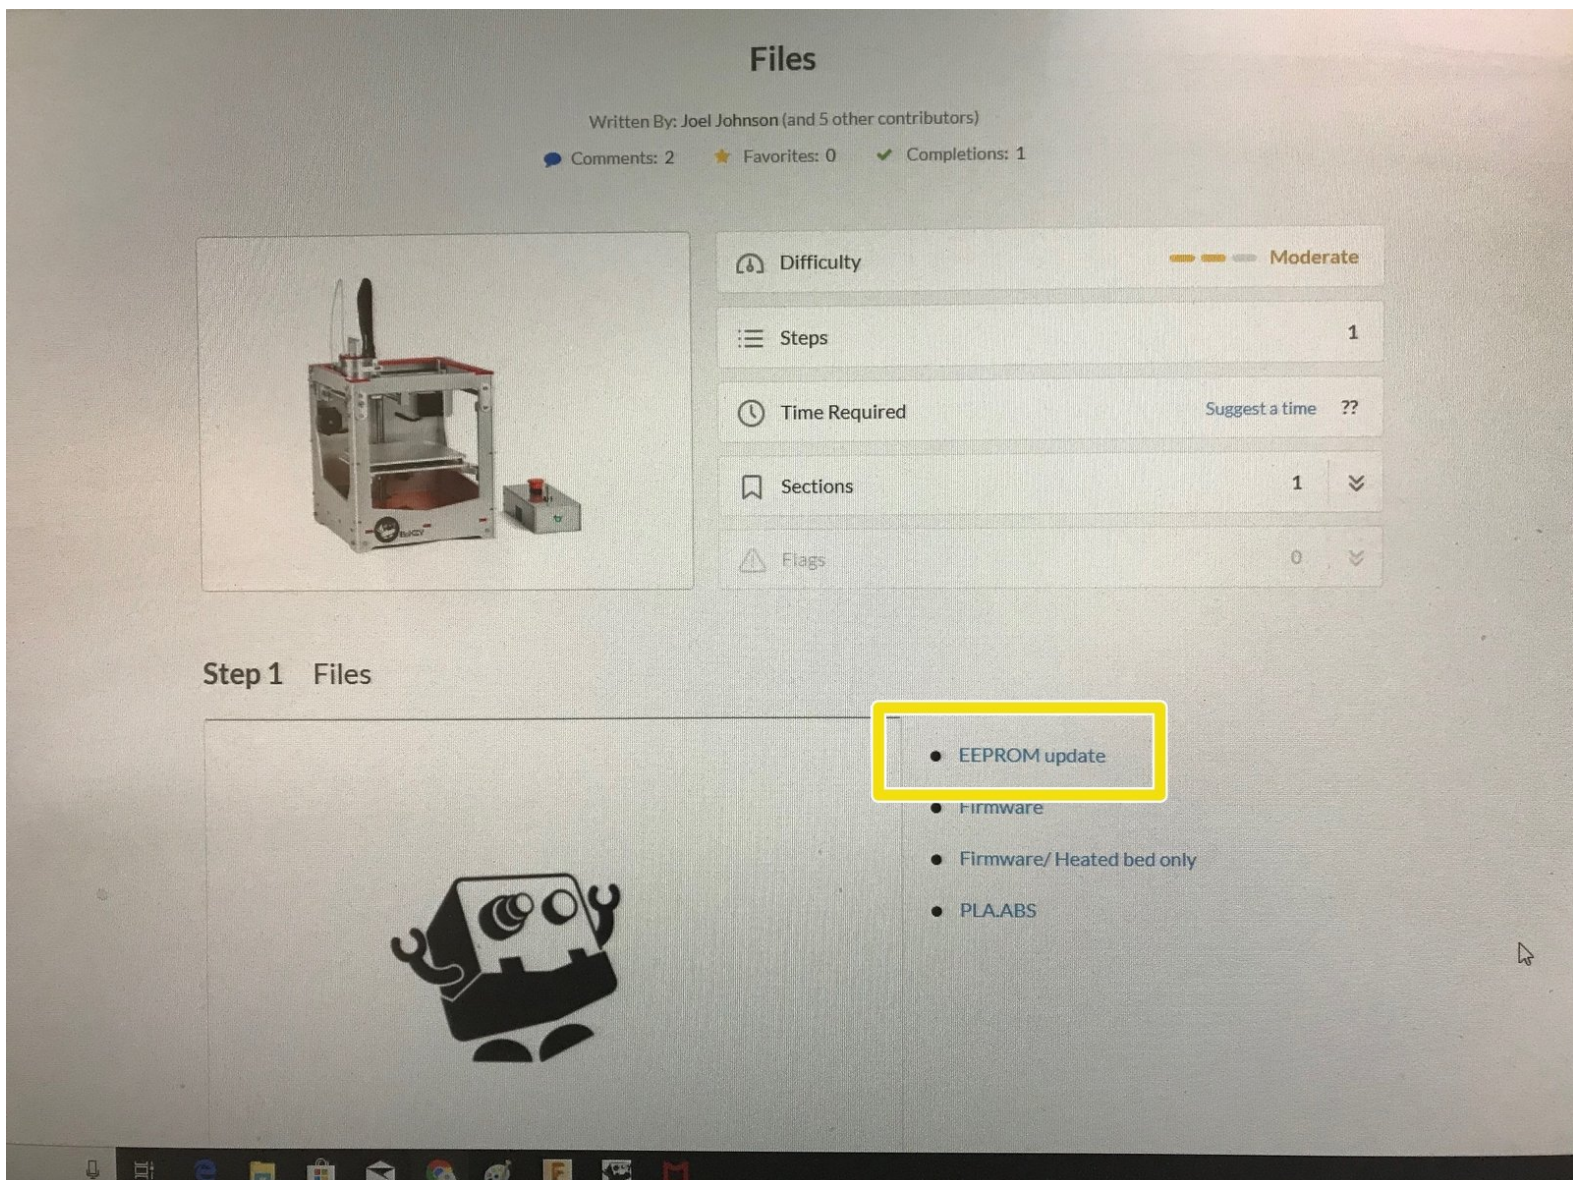 Files
Written By: Joel Johnson (and 5 other contributors)
Comments: 2 Favorites: 0 Completions: 1
Difficulty Moderate
Steps 1
Time Required Suggest a time ??
Sections 1
Flags 0
Step 1 Files
EEPROM update
Firmware
Firmware/ Heated bed only
PLA.ABS